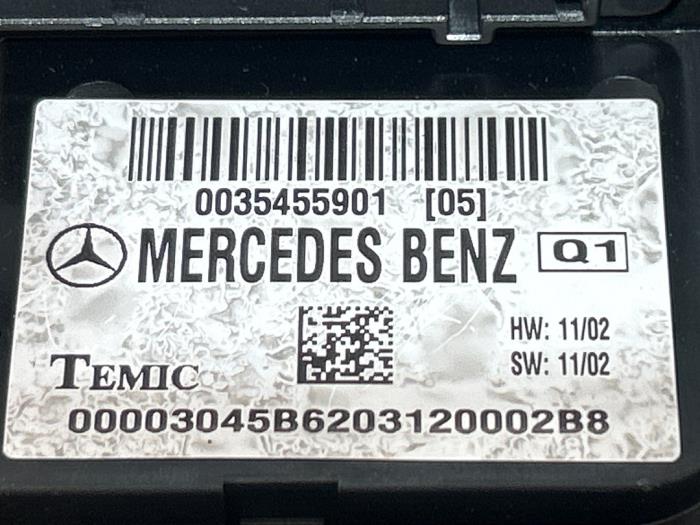 0035455901 [05]
MERCEDES BENZ Q1
HW: 11/02
SW: 11/02
TEMIC
00003045B6203120002B8